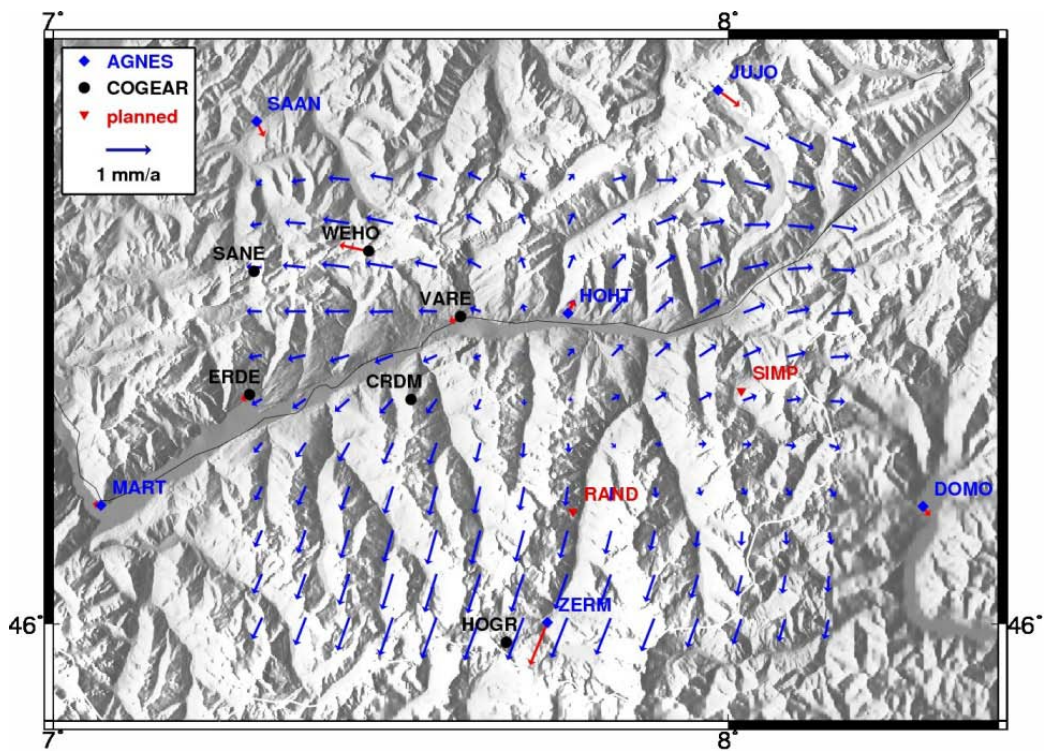 7° 8°
AGNES
COGEAR
planned
1 mm/a
JUJO
SAAN
WEHO
SANE
HOHT
VARE
SIMP
ERDE
CRDM
MART
RAND
DOMO
ZERM
HOGR
46° 46°
7° 8°